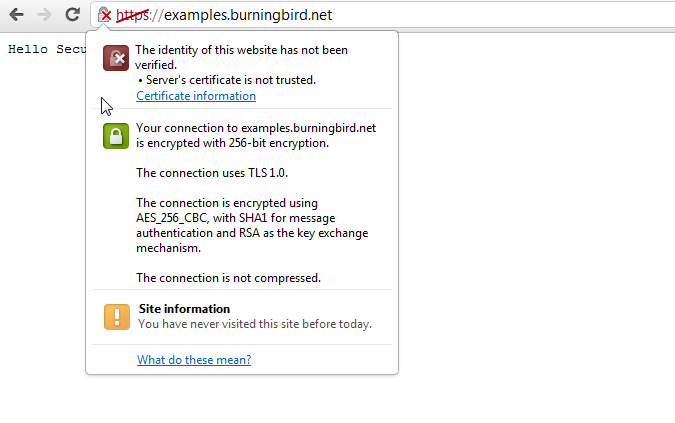 https://examples.burningbird.net
Hello Secu
The identity of this website has not been
verified.
• Server's certificate is not trusted.
Certificate information
Your connection to examples.burningbird.net
is encrypted with 256-bit encryption.
The connection uses TLS 1.0.
The connection is encrypted using
AES_256_CBC, with SHA1 for message
authentication and RSA as the key exchange
mechanism.
The connection is not compressed.
Site information
You have never visited this site before today.
What do these mean?